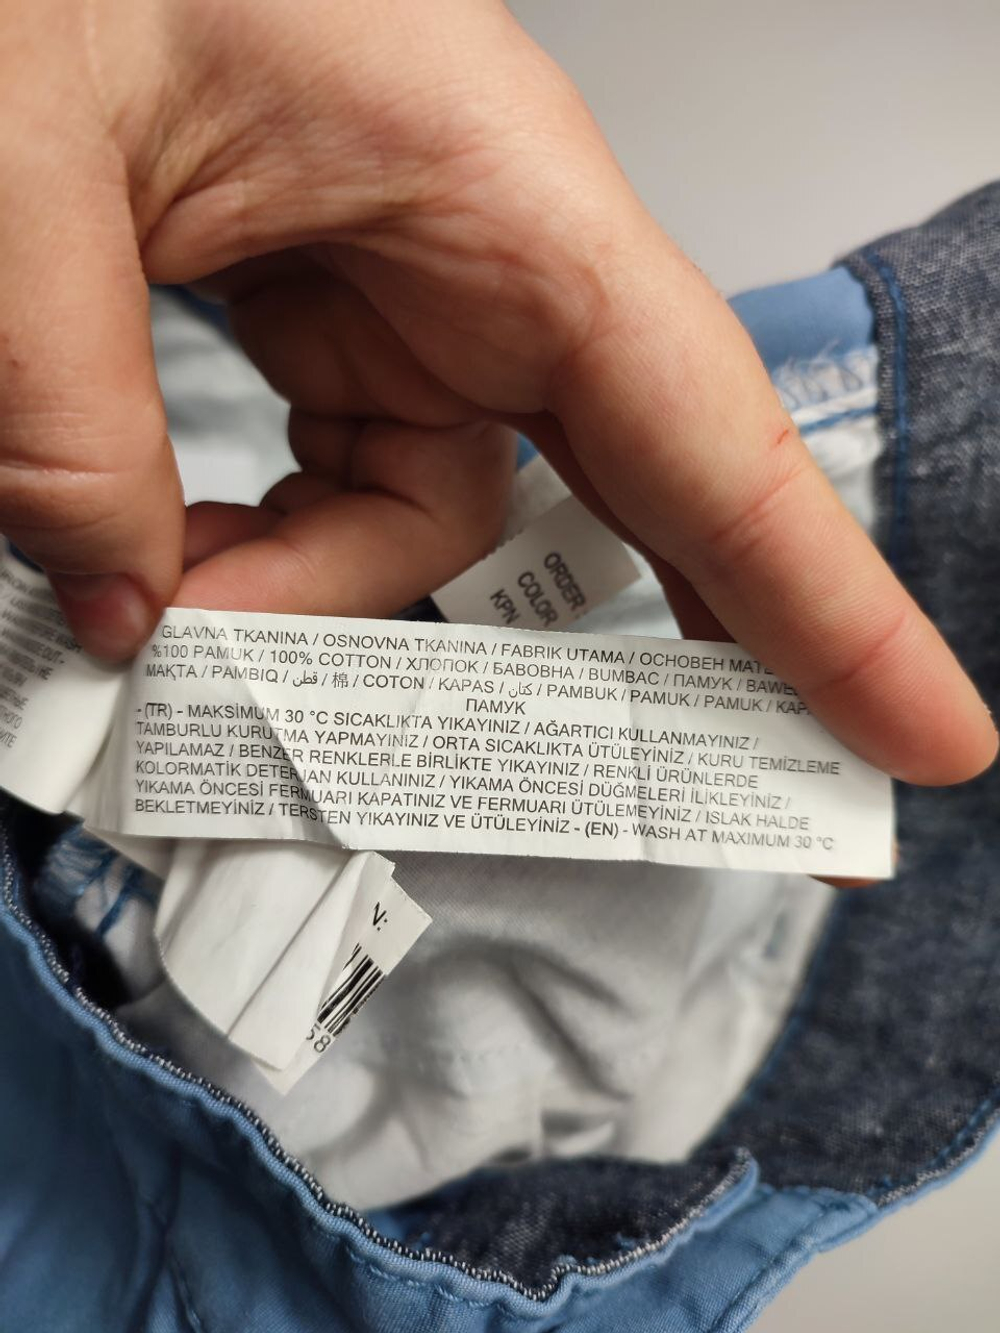 ORDER
COLOR
KPN
GLAVNA TKANINA / OSNOVNA TKANINA / FABRIK UTAMA / ОСНОВЕН МАТЕ
%100 PAMUK / 100% COTTON / ХЛОПОК / БАВОВНА / BUMBAC / ПАМУК / BAWE
МАҚТА / PAMBIQ / قطن / 棉 / COTON / KAPAS / کتان / PAMBUK / PAMUK / PAMUK / KAP
ПАМУК
- (TR) - MAKSİMUM 30 °C SICAKLIKTA YIKAYINIZ / AĞARTICI KULLANMAYINIZ /
TAMBURLU KURUTMA YAPMAYINIZ / ORTA SICAKLIKTA ÜTÜLEYİNİZ / KURU TEMİZLEME
YAPILAMAZ / BENZER RENKLERLE BİRLİKTE YIKAYINIZ / RENKLİ ÜRÜNLERDE
KOLORMATİK DETERJAN KULLANINIZ / YIKAMA ÖNCESİ DÜĞMELERİ İLİKLEYİNİZ /
YIKAMA ÖNCESİ FERMUARI KAPATINIZ VE FERMUARI ÜTÜLEMEYİNİZ / ISLAK HALDE
BEKLETMEYİNİZ / TERSTEN YIKAYINIZ VE ÜTÜLEYİNİZ - (EN) - WASH AT MAXIMUM 30 °C
N:
58